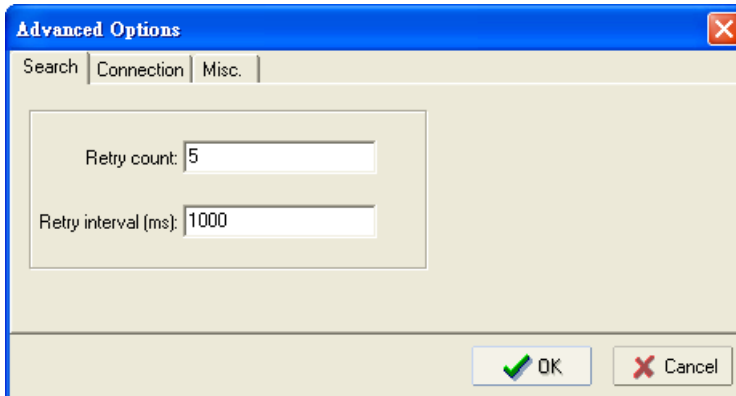 Advanced Options
Search Connection Misc.
Retry count: 5
Retry interval (ms): 1000
OK Cancel